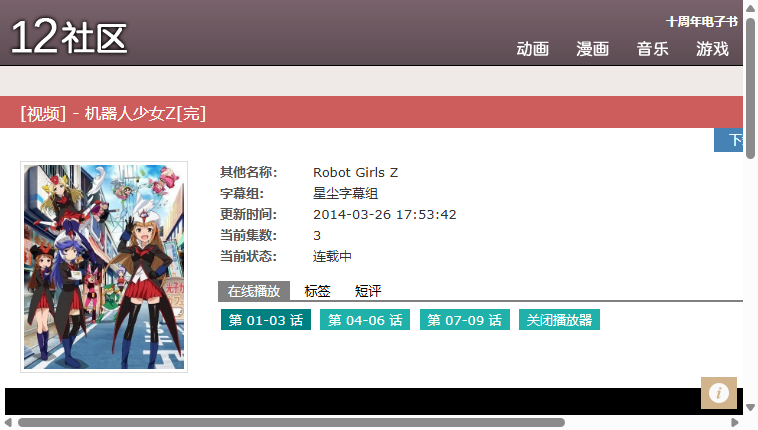 12社区
十周年电子书
动画 漫画 音乐 游戏
[视频] - 机器人少女Z[完]
其他名称: Robot Girls Z
字幕组: 星尘字幕组
更新时间: 2014-03-26 17:53:42
当前集数: 3
当前状态: 连载中
在线播放 标签 短评
第 01-03 话 第 04-06 话 第 07-09 话 关闭播放器